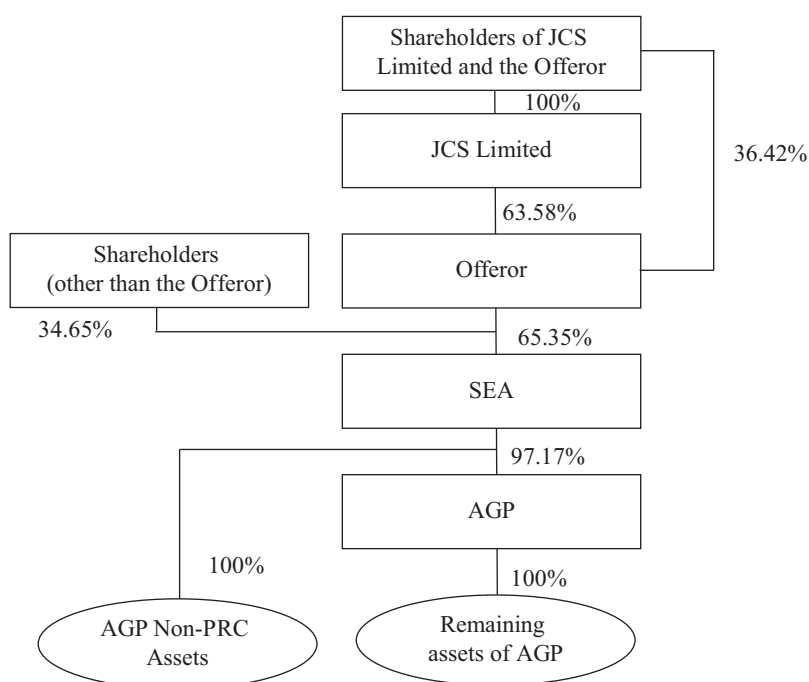 Shareholders of JCS
Limited and the Offeror
100%
JCS Limited
36.42%
63.58%
Shareholders
(other than the Offeror)
Offeror
34.65%
65.35%
SEA
97.17%
AGP
100%
100%
AGP Non-PRC
Assets
Remaining
assets of AGP